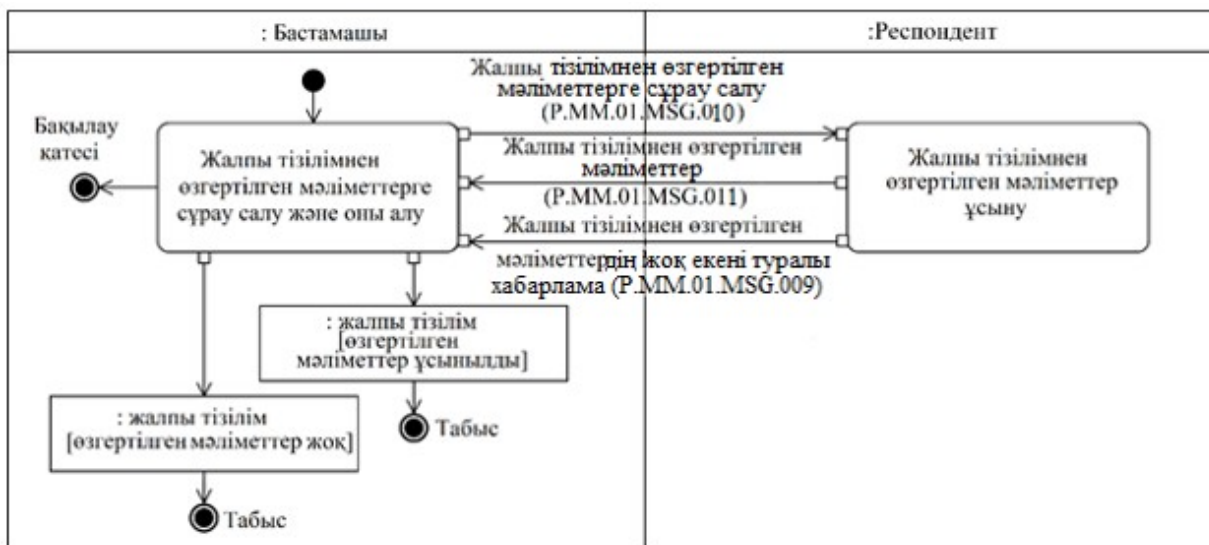 : Бастамашы
:Респондент
Жалпы тізілімнен өзгертілген
мәліметтерге сұрау салу
(P.MM.01.MSG.010)
Бақылау
қатесі
Жалпы тізілімнен
өзгертілген мәліметтерге
сұрау салу және оны алу
Жалпы тізілімнен өзгертілген
мәліметтер
(P.MM.01.MSG.011)
Жалпы тізілімнен
өзгертілген мәліметтер
ұсыну
Жалпы тізілімнен өзгертілген
мәліметтердің жоқ екені туралы
хабарлама (P.MM.01.MSG.009)
: жалпы тізілім
[өзгертілген
мәліметтер ұсынылды]
: жалпы тізілім
[өзгертілген мәліметтер жоқ]
Табыс
Табыс